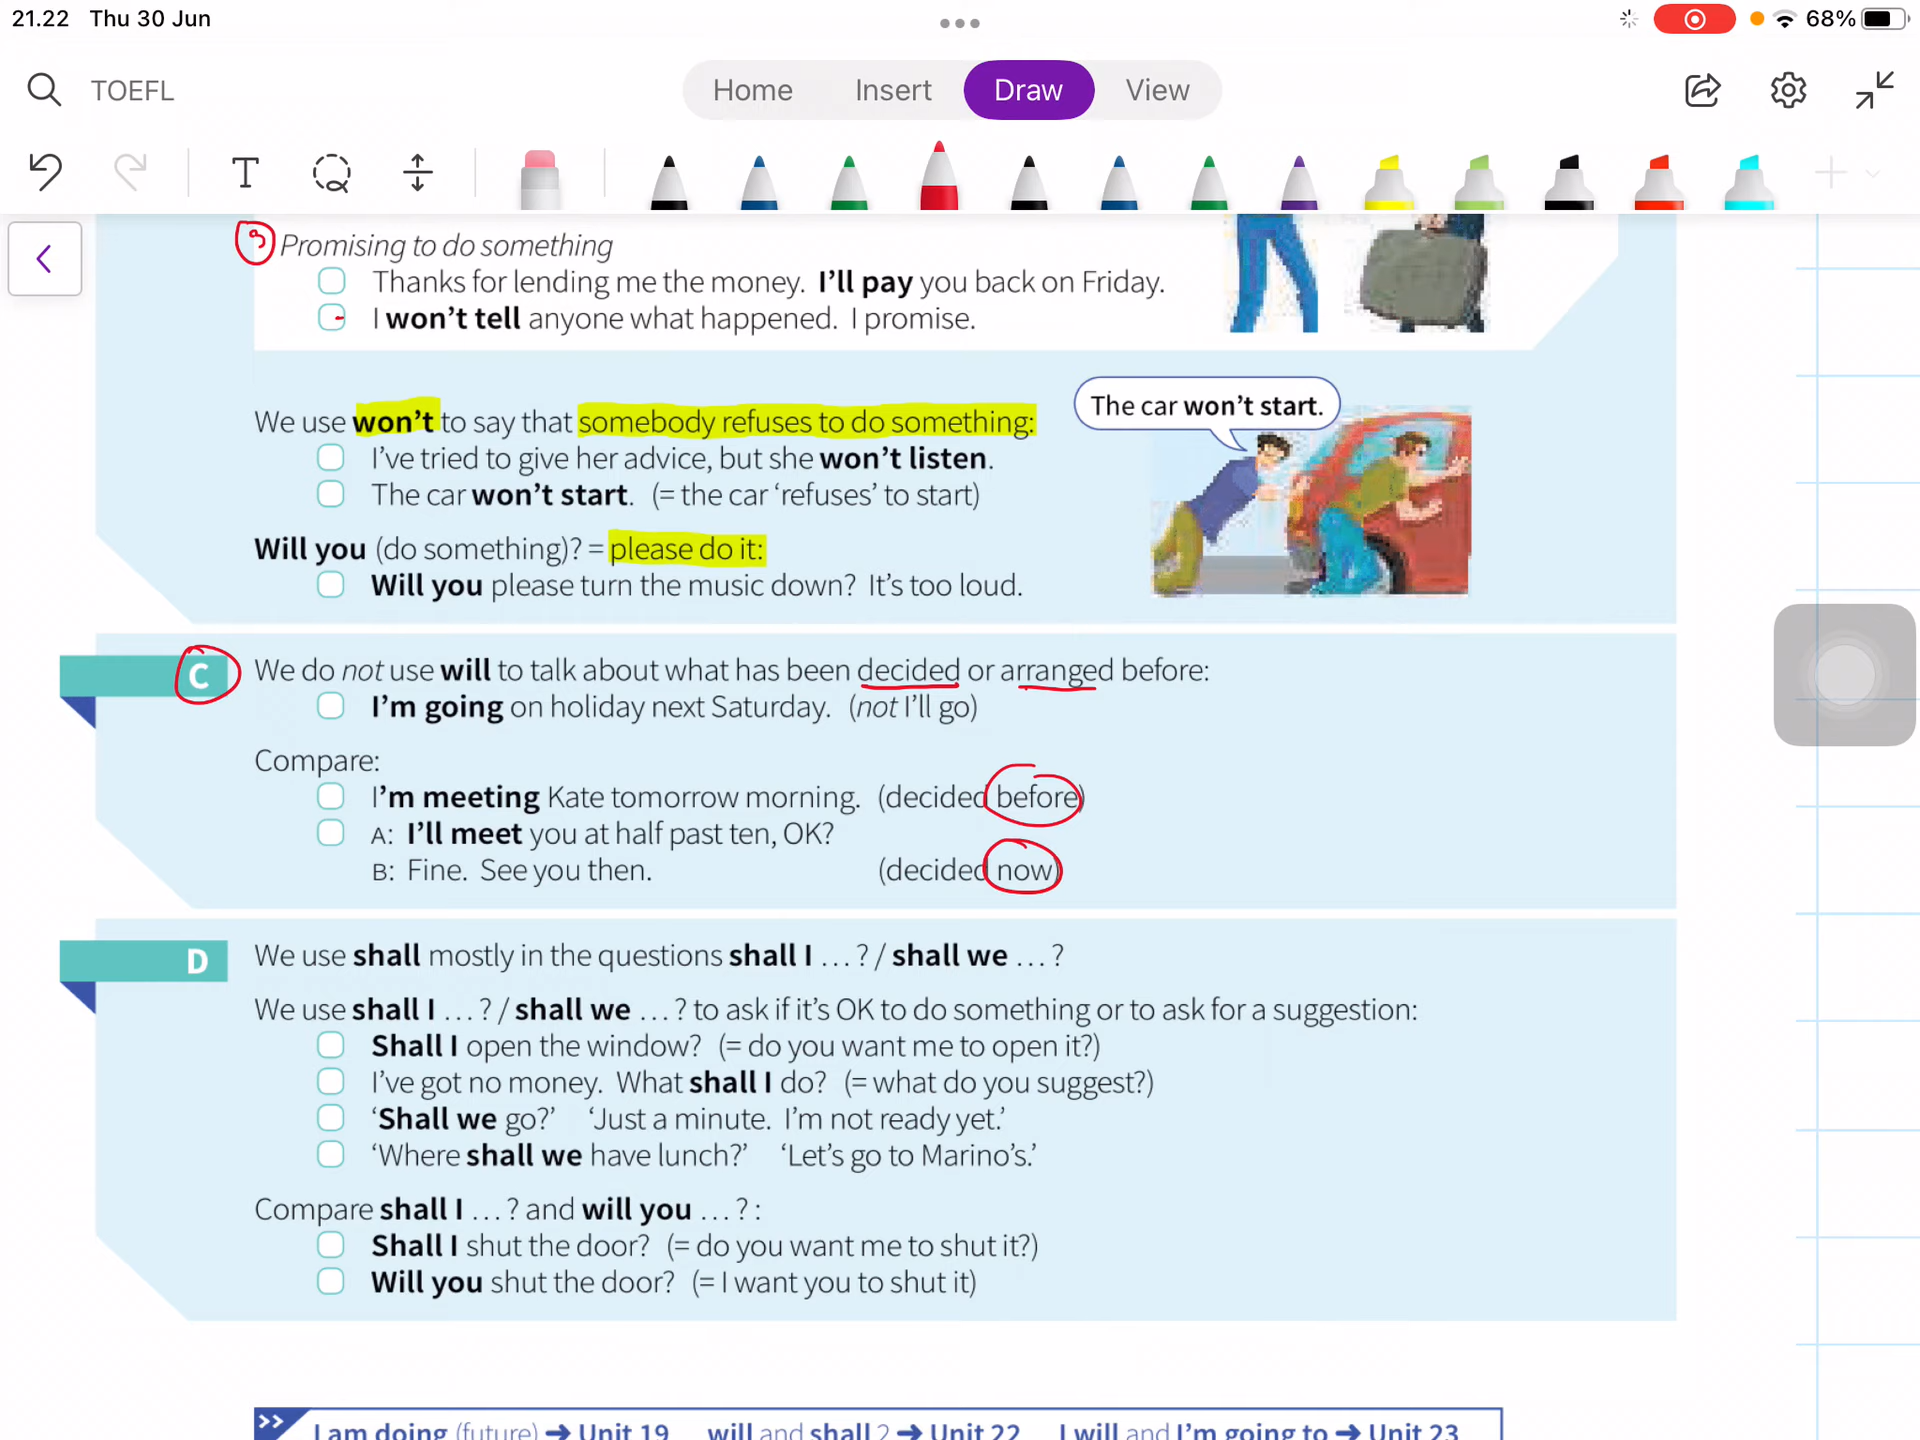 21.22 Thu 30 Jun
68%
TOEFL
Home Insert Draw View
T
3 Promising to do something
Thanks for lending me the money. I'll pay you back on Friday.
I won't tell anyone what happened. I promise.
We use won't to say that somebody refuses to do something:
The car won't start.
I've tried to give her advice, but she won't listen.
The car won't start. (= the car ‘refuses’ to start)
Will you (do something)? = please do it:
Will you please turn the music down? It's too loud.
C
We do not use will to talk about what has been decided or arranged before:
I'm going on holiday next Saturday. (not I'll go)
Compare:
I'm meeting Kate tomorrow morning. (decided before)
A: I'll meet you at half past ten, OK?
B: Fine. See you then. (decided now)
D
We use shall mostly in the questions shall I … ? / shall we … ?
We use shall I … ? / shall we … ? to ask if it's OK to do something or to ask for a suggestion:
Shall I open the window? (= do you want me to open it?)
I've got no money. What shall I do? (= what do you suggest?)
‘Shall we go?’ ‘Just a minute. I'm not ready yet.’
‘Where shall we have lunch?’ ‘Let's go to Marino's.’
Compare shall I … ? and will you … ? :
Shall I shut the door? (= do you want me to shut it?)
Will you shut the door? (= I want you to shut it)
>> I am doing (future) ➜ Unit 19 will and shall 2 ➜ Unit 22 I will and I'm going to ➜ Unit 23